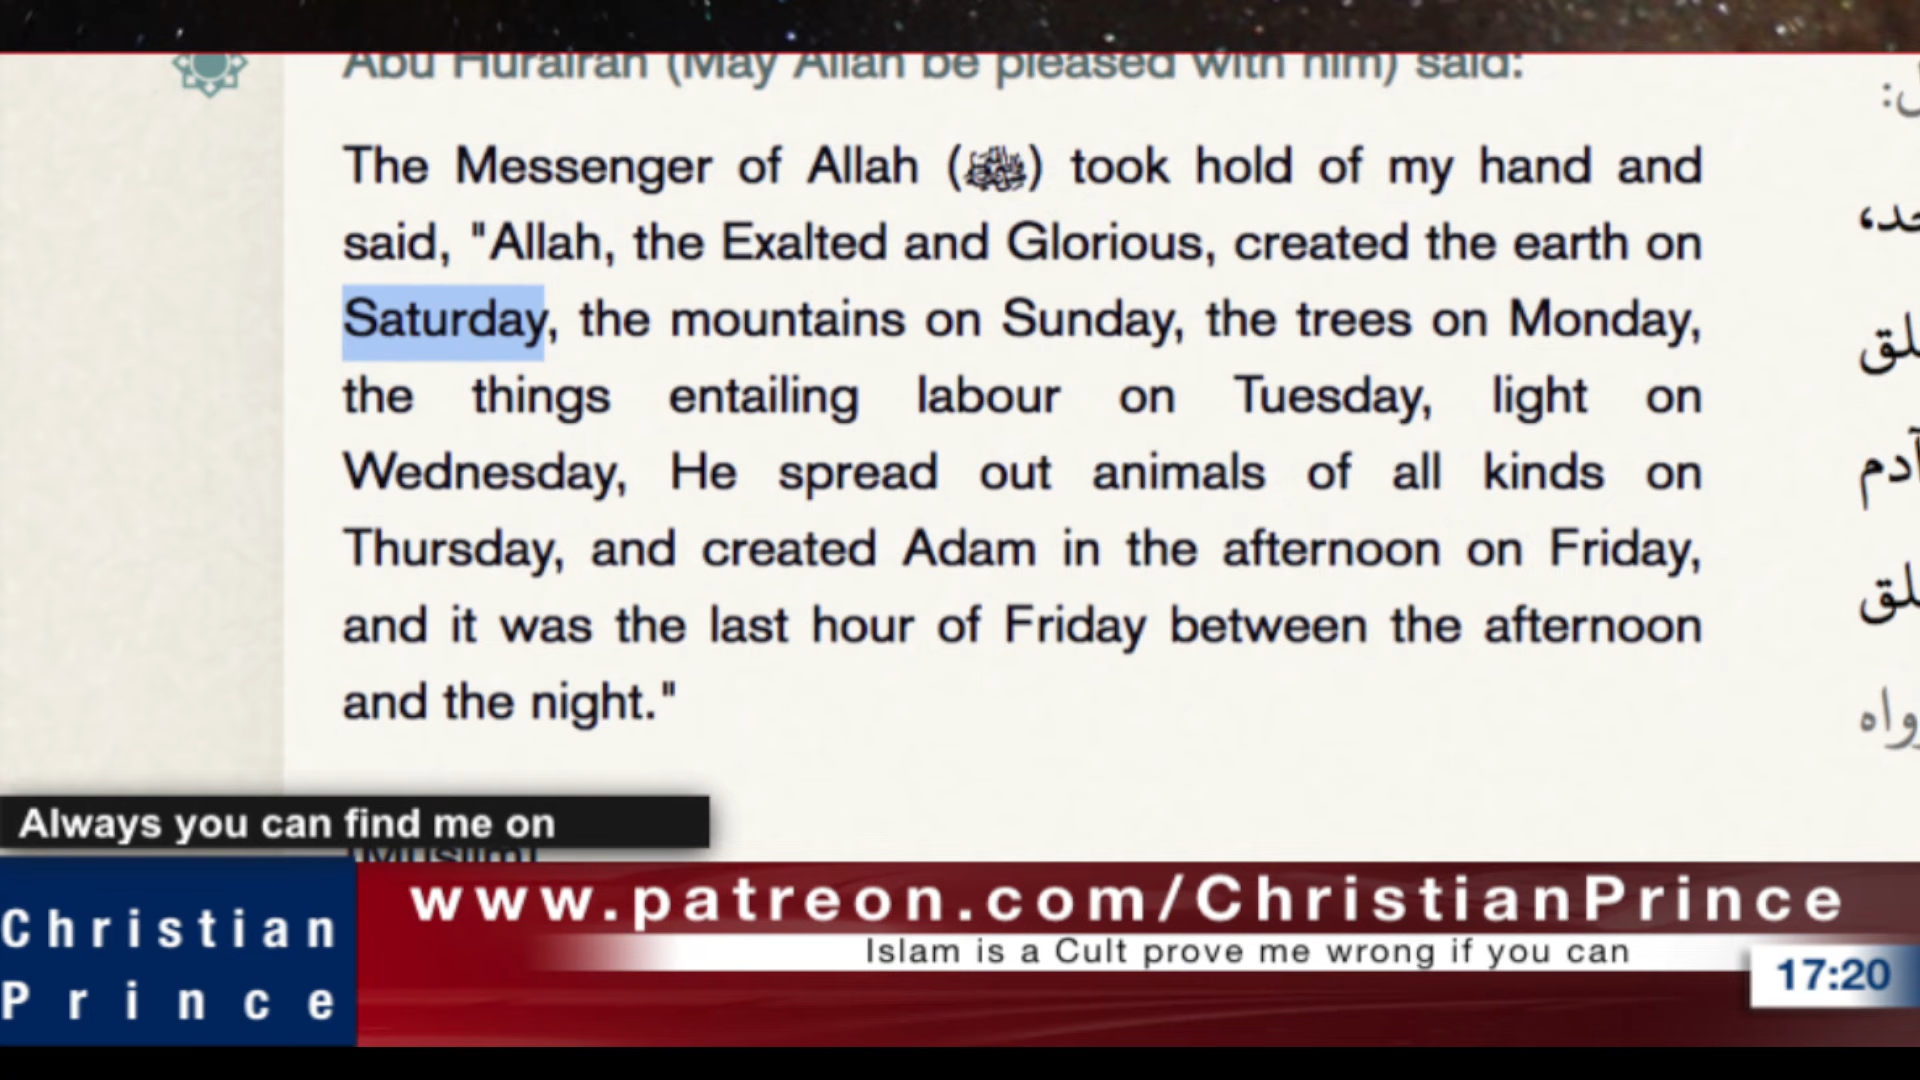 Abu Hurairah (May Allah be pleased with him) said:
The Messenger of Allah (ﷺ) took hold of my hand and
said, "Allah, the Exalted and Glorious, created the earth on
Saturday, the mountains on Sunday, the trees on Monday,
the things entailing labour on Tuesday, light on
Wednesday, He spread out animals of all kinds on
Thursday, and created Adam in the afternoon on Friday,
and it was the last hour of Friday between the afternoon
and the night."
[Muslim].
Always you can find me on
Christian
Prince
www.patreon.com/ChristianPrince
Islam is a Cult prove me wrong if you can
17:20